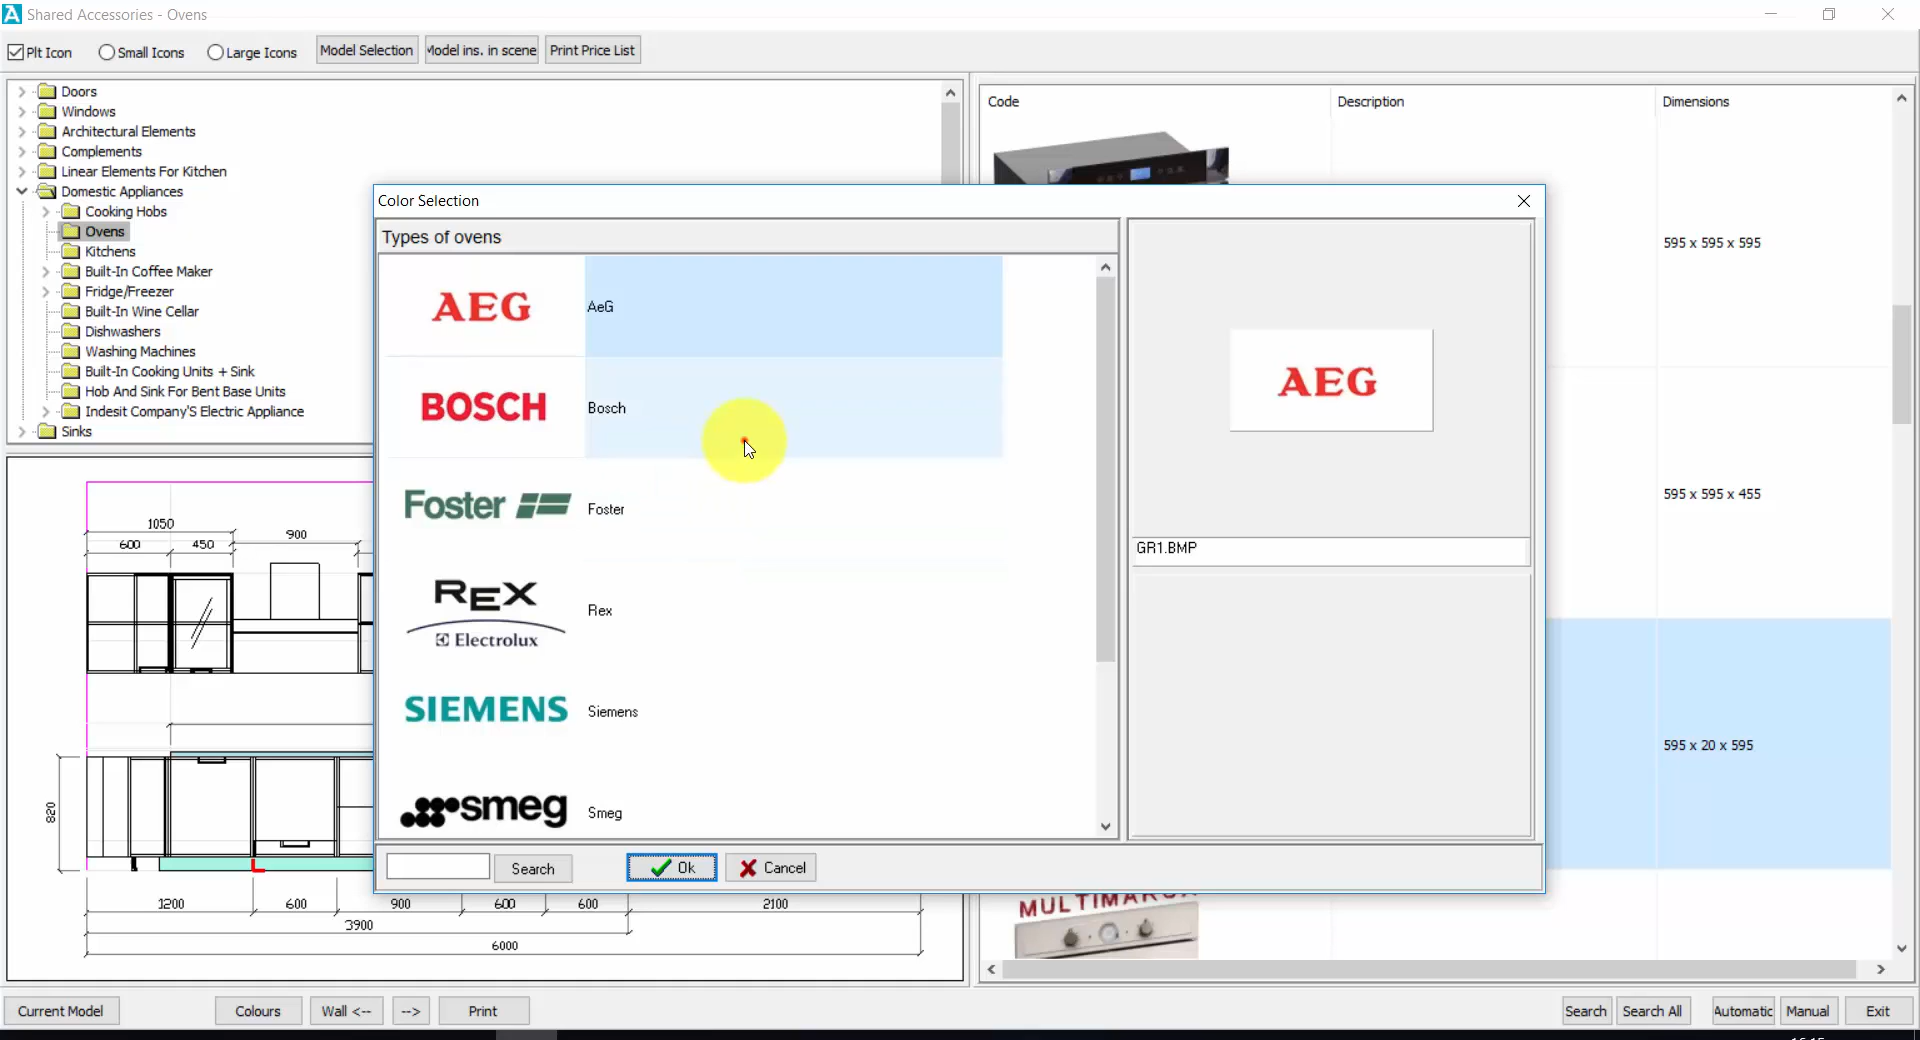 Shared Accessories - Ovens
Plt Icon
Small Icons
Large Icons
Model Selection
Model ins. in scene
Print Price List
Doors
Windows
Architectural Elements
Complements
Linear Elements For Kitchen
Domestic Appliances
Cooking Hobs
Ovens
Kitchens
Built-In Coffee Maker
Fridge/Freezer
Built-In Wine Cellar
Dishwashers
Washing Machines
Built-In Cooking Units + Sink
Hob And Sink For Bent Base Units
Indesit Company'S Electric Appliance
Sinks
Code
Description
Dimensions
595 x 595 x 595
595 x 595 x 455
595 x 20 x 595
MULTIMAR
Color Selection
Types of ovens
AEG
AeG
BOSCH
Bosch
Foster
Foster
REX
Electrolux
Rex
SIEMENS
Siemens
smeg
Smeg
AEG
GR1.BMP
Search
Ok
Cancel
1050
600
450
900
820
1200
600
900
600
600
2100
3900
6000
Current Model
Colours
Wall <--
-->
Print
Search
Search All
Automatic
Manual
Exit